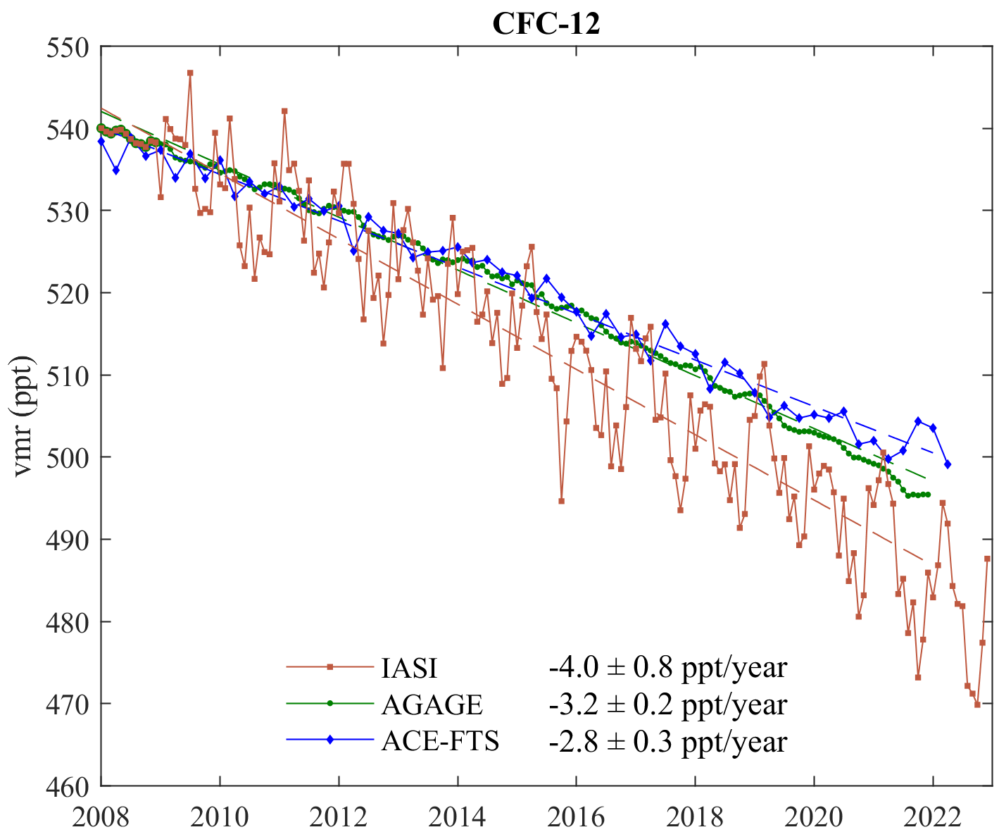 CFC-12
550
540
530
520
510
500
490
480
470
460
vmr (ppt)
IASI -4.0 ± 0.8 ppt/year
AGAGE -3.2 ± 0.2 ppt/year
ACE-FTS -2.8 ± 0.3 ppt/year
2008 2010 2012 2014 2016 2018 2020 2022